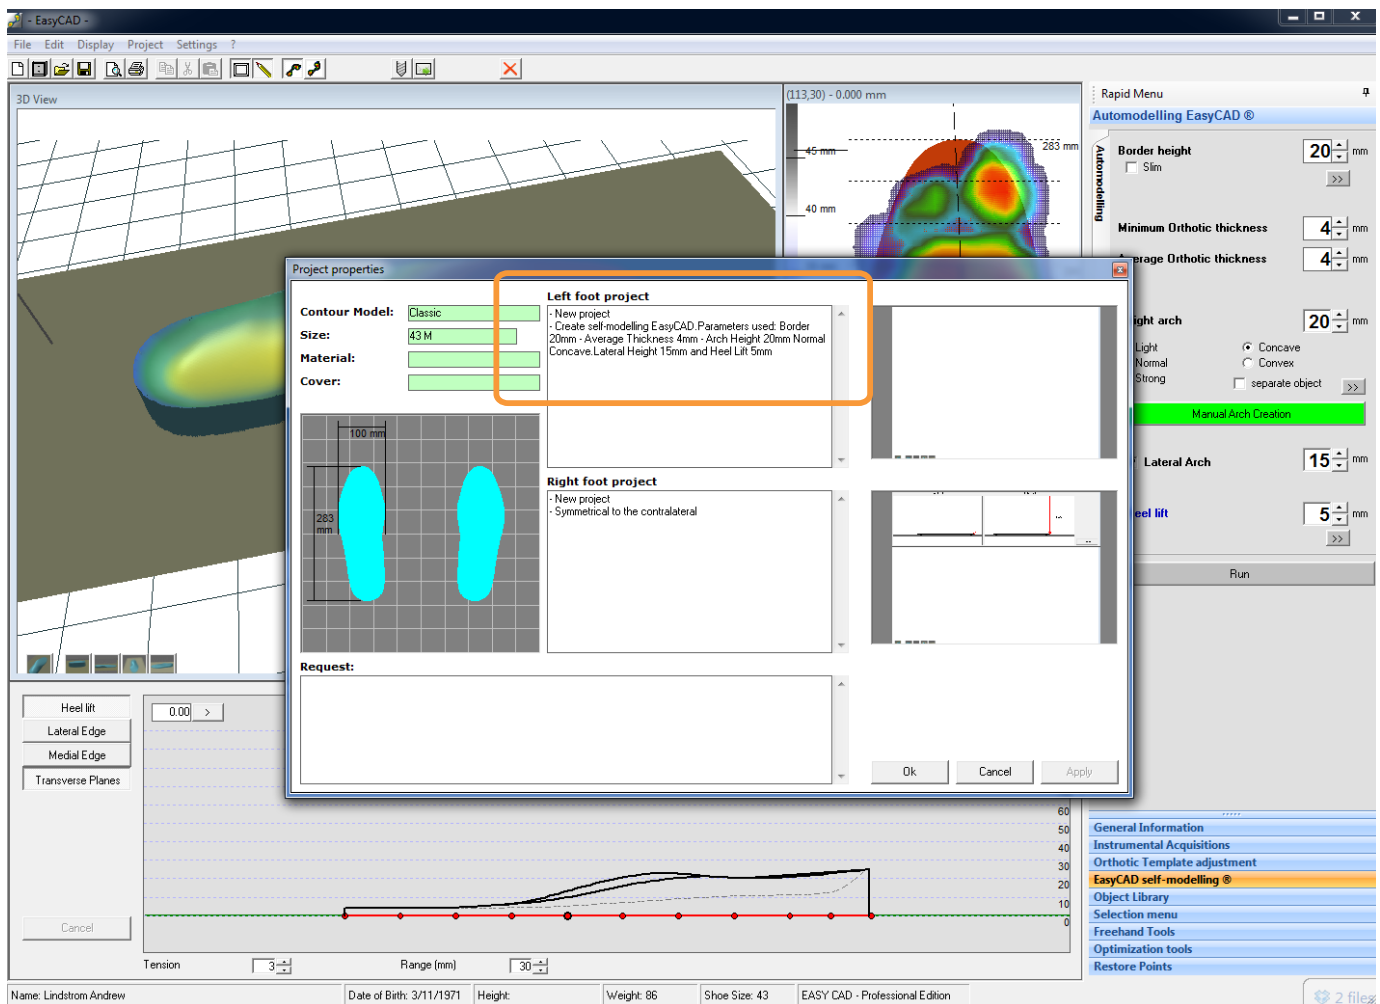 - EasyCAD -
File Edit Display Project Settings ?
3D View
(113,30) - 0.000 mm
45 mm
40 mm
283 mm
Rapid Menu
Automodelling EasyCAD ®
Automodelling
Border height 20 mm
Slim
>>
Minimum Orthotic thickness 4 mm
Average Orthotic thickness 4 mm
ight arch 20 mm
Light
Concave
Normal
Convex
Strong
separate object >>
Manual Arch Creation
Lateral Arch 15 mm
eel lift 5 mm
>>
Run
Project properties
Contour Model: Classic
Size: 43 M
Material:
Cover:
100 mm
283
mm
Left foot project
- New project
- Create self-modelling EasyCAD.Parameters used: Border
20mm - Average Thickness 4mm - Arch Height 20mm Normal
Concave.Lateral Height 15mm and Heel Lift 5mm
Right foot project
- New project
- Symmetrical to the contralateral
Request:
Ok Cancel Apply
Heel lift
Lateral Edge
Medial Edge
Transverse Planes
Cancel
0.00 >
60
50
40
30
20
10
0
Tension 3
Range (mm) 30
General Information
Instrumental Acquisitions
Orthotic Template adjustment
EasyCAD self-modelling ®
Object Library
Selection menu
Freehand Tools
Optimization tools
Restore Points
Name: Lindstrom Andrew Date of Birth: 3/11/1971 Height: Weight: 86 Shoe Size: 43 EASY CAD - Professional Edition
2 files